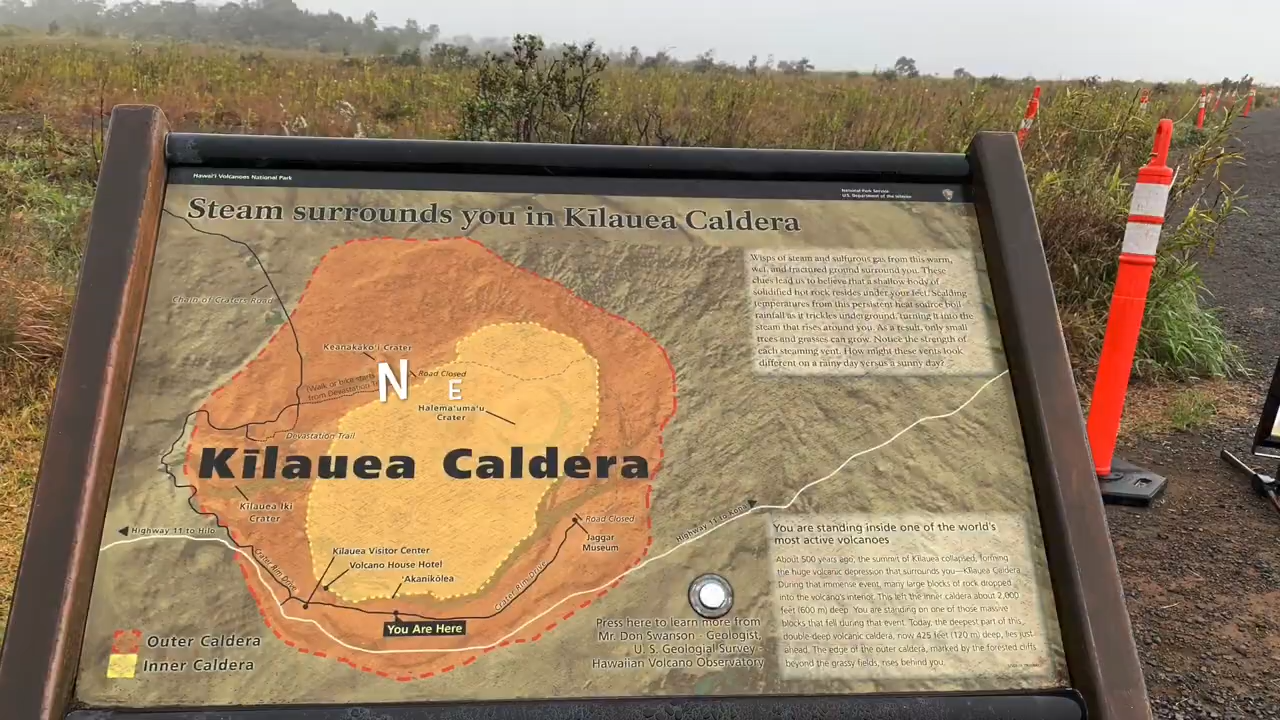 Hawai'i Volcanoes National Park
National Park Service
U.S. Department of the Interior
Steam surrounds you in Kīlauea Caldera
Wisps of steam and sulfurous gas from this warm,
wet, and fractured ground surround you. These
clues lead us to believe that a shallow body of
solidified hot rock resides under your feet. Scalding
temperatures from this persistent heat source boil
rainfall as it trickles underground, turning it into the
steam that rises around you. As a result, only small
trees and grasses can grow. Notice the strength of
each steaming vent. How might these vents look
different on a rainy day versus a sunny day?
Chain of Craters Road
Keanakāko'i Crater
Road Closed
(Walk or bike starts
from Devastation
N
E
Halema'uma'u
Crater
Devastation Trail
Kīlauea Caldera
Kīlauea Iki
Crater
Highway 11 to Hilo
Crater Rim Drive
Kīlauea Visitor Center
Volcano House Hotel
'Akanikōlea
You Are Here
Crater Rim Drive
Road Closed
Jaggar
Museum
Highway 11 to Kona
Outer Caldera
Inner Caldera
Press here to learn more from
Mr. Don Swanson - Geologist,
U. S. Geological Survey -
Hawaiian Volcano Observatory
You are standing inside one of the world's
most active volcanoes
About 500 years ago, the summit of Kīlauea collapsed, forming
the huge volcanic depression that surrounds you—Kīlauea Caldera.
During that immense event, many large blocks of rock dropped
into the volcano's interior. This left the inner caldera about 2,000
feet (600 m) deep. You are standing on one of those massive
blocks that fell during that event. Today, the deepest part of this
double-deep volcanic caldera, now 425 feet (120 m) deep, lies just
ahead. The edge of the outer caldera, marked by the forested cliffs
beyond the grassy fields, rises behind you.